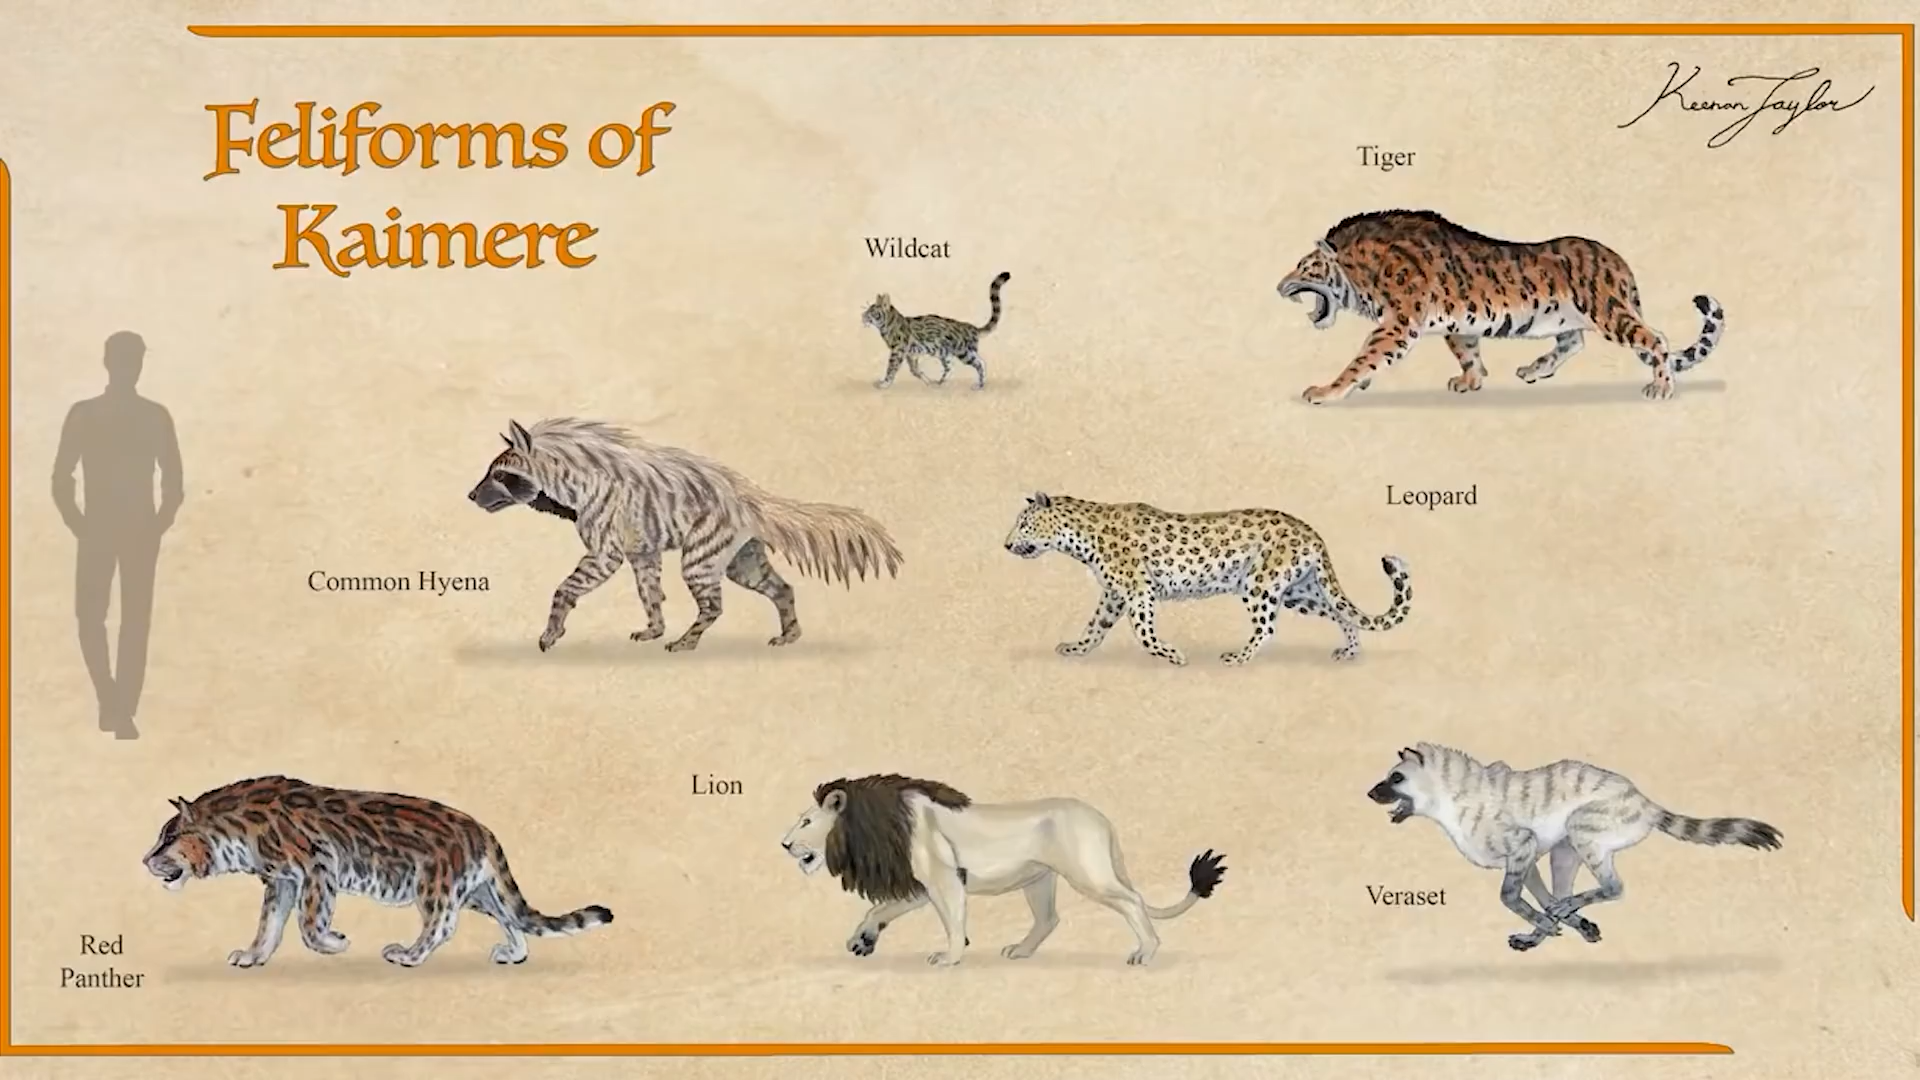 Feliforms of
Kaimere
Keenan Taylor
Tiger
Wildcat
Leopard
Common Hyena
Lion
Veraset
Red
Panther